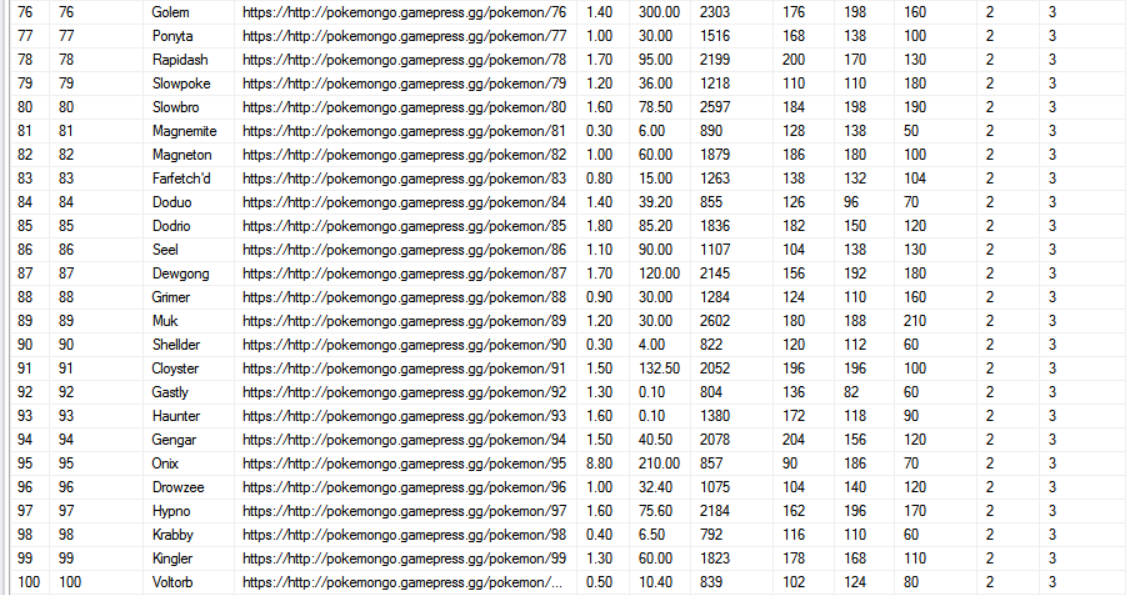 76 76 Golem https://http://pokemongo.gamepress.gg/pokemon/76 1.40 300.00 2303 176 198 160 2 3
77 77 Ponyta https://http://pokemongo.gamepress.gg/pokemon/77 1.00 30.00 1516 168 138 100 2 3
78 78 Rapidash https://http://pokemongo.gamepress.gg/pokemon/78 1.70 95.00 2199 200 170 130 2 3
79 79 Slowpoke https://http://pokemongo.gamepress.gg/pokemon/79 1.20 36.00 1218 110 110 180 2 3
80 80 Slowbro https://http://pokemongo.gamepress.gg/pokemon/80 1.60 78.50 2597 184 198 190 2 3
81 81 Magnemite https://http://pokemongo.gamepress.gg/pokemon/81 0.30 6.00 890 128 138 50 2 3
82 82 Magneton https://http://pokemongo.gamepress.gg/pokemon/82 1.00 60.00 1879 186 180 100 2 3
83 83 Farfetch'd https://http://pokemongo.gamepress.gg/pokemon/83 0.80 15.00 1263 138 132 104 2 3
84 84 Doduo https://http://pokemongo.gamepress.gg/pokemon/84 1.40 39.20 855 126 96 70 2 3
85 85 Dodrio https://http://pokemongo.gamepress.gg/pokemon/85 1.80 85.20 1836 182 150 120 2 3
86 86 Seel https://http://pokemongo.gamepress.gg/pokemon/86 1.10 90.00 1107 104 138 130 2 3
87 87 Dewgong https://http://pokemongo.gamepress.gg/pokemon/87 1.70 120.00 2145 156 192 180 2 3
88 88 Grimer https://http://pokemongo.gamepress.gg/pokemon/88 0.90 30.00 1284 124 110 160 2 3
89 89 Muk https://http://pokemongo.gamepress.gg/pokemon/89 1.20 30.00 2602 180 188 210 2 3
90 90 Shellder https://http://pokemongo.gamepress.gg/pokemon/90 0.30 4.00 822 120 112 60 2 3
91 91 Cloyster https://http://pokemongo.gamepress.gg/pokemon/91 1.50 132.50 2052 196 196 100 2 3
92 92 Gastly https://http://pokemongo.gamepress.gg/pokemon/92 1.30 0.10 804 136 82 60 2 3
93 93 Haunter https://http://pokemongo.gamepress.gg/pokemon/93 1.60 0.10 1380 172 118 90 2 3
94 94 Gengar https://http://pokemongo.gamepress.gg/pokemon/94 1.50 40.50 2078 204 156 120 2 3
95 95 Onix https://http://pokemongo.gamepress.gg/pokemon/95 8.80 210.00 857 90 186 70 2 3
96 96 Drowzee https://http://pokemongo.gamepress.gg/pokemon/96 1.00 32.40 1075 104 140 120 2 3
97 97 Hypno https://http://pokemongo.gamepress.gg/pokemon/97 1.60 75.60 2184 162 196 170 2 3
98 98 Krabby https://http://pokemongo.gamepress.gg/pokemon/98 0.40 6.50 792 116 110 60 2 3
99 99 Kingler https://http://pokemongo.gamepress.gg/pokemon/99 1.30 60.00 1823 178 168 110 2 3
100 100 Voltorb https://http://pokemongo.gamepress.gg/pokemon/... 0.50 10.40 839 102 124 80 2 3